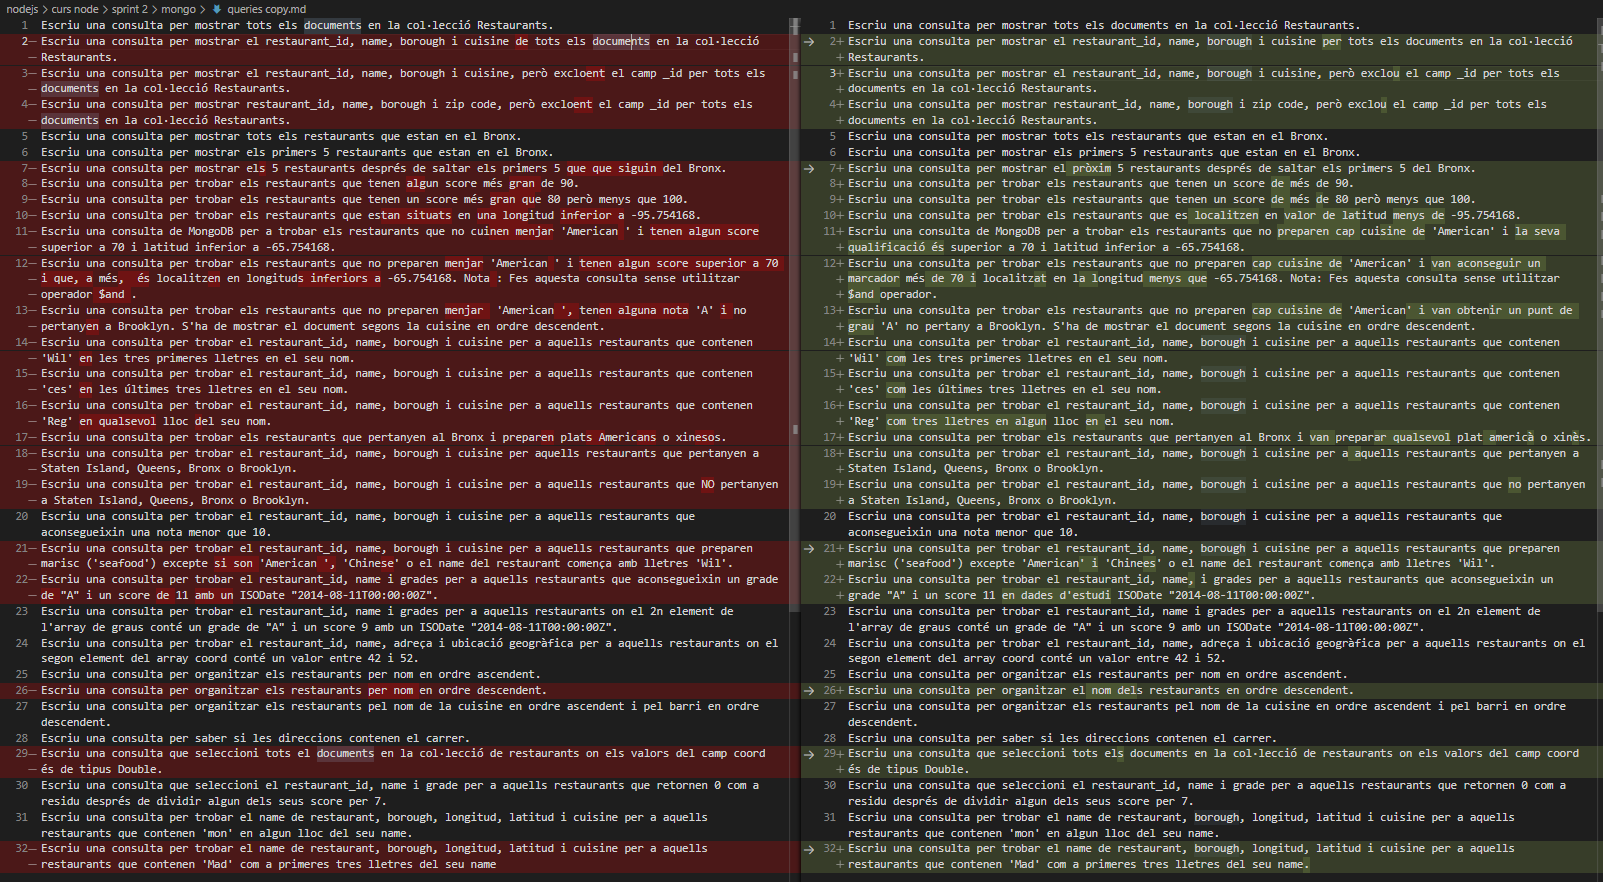 nodejs > curs node > sprint 2 > mongo > queries copy.md
1 Escriu una consulta per mostrar tots els documents en la col·lecció Restaurants.
2— Escriu una consulta per mostrar el restaurant_id, name, borough i cuisine de tots els documents en la col·lecció
— Restaurants.
3— Escriu una consulta per mostrar el restaurant_id, name, borough i cuisine, però excloent el camp _id per tots els
— documents en la col·lecció Restaurants.
4— Escriu una consulta per mostrar restaurant_id, name, borough i zip code, però excloent el camp _id per tots els
— documents en la col·lecció Restaurants.
5 Escriu una consulta per mostrar tots els restaurants que estan en el Bronx.
6 Escriu una consulta per mostrar els primers 5 restaurants que estan en el Bronx.
7— Escriu una consulta per mostrar els 5 restaurants després de saltar els primers 5 que que siguin del Bronx.
8— Escriu una consulta per trobar els restaurants que tenen algun score més gran de 90.
9— Escriu una consulta per trobar els restaurants que tenen un score més gran que 80 però menys que 100.
10— Escriu una consulta per trobar els restaurants que estan situats en una longitud inferior a -95.754168.
11— Escriu una consulta de MongoDB per a trobar els restaurants que no cuinen menjar 'American ' i tenen algun score
— superior a 70 i latitud inferior a -65.754168.
12— Escriu una consulta per trobar els restaurants que no preparen menjar 'American ' i tenen algun score superior a 70
— i que, a més,  és localitzen en longituds inferiors a -65.754168. Nota : Fes aquesta consulta sense utilitzar
— operador $and .
13— Escriu una consulta per trobar els restaurants que no preparen menjar  'American ', tenen alguna nota 'A' i no
— pertanyen a Brooklyn. S'ha de mostrar el document segons la cuisine en ordre descendent.
14— Escriu una consulta per trobar el restaurant_id, name, borough i cuisine per a aquells restaurants que contenen
— 'Wil' en les tres primeres lletres en el seu nom.
15— Escriu una consulta per trobar el restaurant_id, name, borough i cuisine per a aquells restaurants que contenen
— 'ces' en les últimes tres lletres en el seu nom.
16— Escriu una consulta per trobar el restaurant_id, name, borough i cuisine per a aquells restaurants que contenen
— 'Reg' en qualsevol lloc del seu nom.
17— Escriu una consulta per trobar els restaurants que pertanyen al Bronx i preparen plats Americans o xinesos.
18— Escriu una consulta per trobar el restaurant_id, name, borough i cuisine per aquells restaurants que pertanyen a
— Staten Island, Queens, Bronx o Brooklyn.
19— Escriu una consulta per trobar el restaurant_id, name, borough i cuisine per a aquells restaurants que NO pertanyen
— a Staten Island, Queens, Bronx o Brooklyn.
20 Escriu una consulta per trobar el restaurant_id, name, borough i cuisine per a aquells restaurants que
aconsegueixin una nota menor que 10.
21— Escriu una consulta per trobar el restaurant_id, name, borough i cuisine per a aquells restaurants que preparen
— marisc ('seafood') excepte si son 'American ', 'Chinese' o el name del restaurant comença amb lletres 'Wil'.
22— Escriu una consulta per trobar el restaurant_id, name i grades per a aquells restaurants que aconsegueixin un grade
— de "A" i un score de 11 amb un ISODate "2014-08-11T00:00:00Z".
23 Escriu una consulta per trobar el restaurant_id, name i grades per a aquells restaurants on el 2n element de
l'array de graus conté un grade de "A" i un score 9 amb un ISODate "2014-08-11T00:00:00Z".
24 Escriu una consulta per trobar el restaurant_id, name, adreça i ubicació geogràfica per a aquells restaurants on el
segon element del array coord conté un valor entre 42 i 52.
25 Escriu una consulta per organitzar els restaurants per nom en ordre ascendent.
26— Escriu una consulta per organitzar els restaurants per nom en ordre descendent.
27 Escriu una consulta per organitzar els restaurants pel nom de la cuisine en ordre ascendent i pel barri en ordre
descendent.
28 Escriu una consulta per saber si les direccions contenen el carrer.
29— Escriu una consulta que seleccioni tots el documents en la col·lecció de restaurants on els valors del camp coord
— és de tipus Double.
30 Escriu una consulta que seleccioni el restaurant_id, name i grade per a aquells restaurants que retornen 0 com a
residu després de dividir algun dels seus score per 7.
31 Escriu una consulta per trobar el name de restaurant, borough, longitud, latitud i cuisine per a aquells
restaurants que contenen 'mon' en algun lloc del seu name.
32— Escriu una consulta per trobar el name de restaurant, borough, longitud, latitud i cuisine per a aquells
— restaurants que contenen 'Mad' com a primeres tres lletres del seu name
1 Escriu una consulta per mostrar tots els documents en la col·lecció Restaurants.
→ 2+ Escriu una consulta per mostrar el restaurant_id, name, borough i cuisine per tots els documents en la col·lecció
+ Restaurants.
3+ Escriu una consulta per mostrar el restaurant_id, name, borough i cuisine, però exclou el camp _id per tots els
+ documents en la col·lecció Restaurants.
4+ Escriu una consulta per mostrar restaurant_id, name, borough i zip code, però exclou el camp _id per tots els
+ documents en la col·lecció Restaurants.
5 Escriu una consulta per mostrar tots els restaurants que estan en el Bronx.
6 Escriu una consulta per mostrar els primers 5 restaurants que estan en el Bronx.
→ 7+ Escriu una consulta per mostrar el pròxim 5 restaurants després de saltar els primers 5 del Bronx.
8+ Escriu una consulta per trobar els restaurants que tenen un score de més de 90.
9+ Escriu una consulta per trobar els restaurants que tenen un score de més de 80 però menys que 100.
10+ Escriu una consulta per trobar els restaurants que es localitzen en valor de latitud menys de -95.754168.
11+ Escriu una consulta de MongoDB per a trobar els restaurants que no preparen cap cuisine de 'American' i la seva
+ qualificació és superior a 70 i latitud inferior a -65.754168.
12+ Escriu una consulta per trobar els restaurants que no preparen cap cuisine de 'American' i van aconseguir un
+ marcador més de 70 i localitzat en la longitud menys que -65.754168. Nota: Fes aquesta consulta sense utilitzar
+ $and operador.
13+ Escriu una consulta per trobar els restaurants que no preparen cap cuisine de 'American' i van obtenir un punt de
+ grau 'A' no pertany a Brooklyn. S'ha de mostrar el document segons la cuisine en ordre descendent.
14+ Escriu una consulta per trobar el restaurant_id, name, borough i cuisine per a aquells restaurants que contenen
+ 'Wil' com les tres primeres lletres en el seu nom.
15+ Escriu una consulta per trobar el restaurant_id, name, borough i cuisine per a aquells restaurants que contenen
+ 'ces' com les últimes tres lletres en el seu nom.
16+ Escriu una consulta per trobar el restaurant_id, name, borough i cuisine per a aquells restaurants que contenen
+ 'Reg' com tres lletres en algun lloc en el seu nom.
17+ Escriu una consulta per trobar els restaurants que pertanyen al Bronx i van preparar qualsevol plat americà o xinès.
18+ Escriu una consulta per trobar el restaurant_id, name, borough i cuisine per a aquells restaurants que pertanyen a
+ Staten Island, Queens, Bronx o Brooklyn.
19+ Escriu una consulta per trobar el restaurant_id, name, borough i cuisine per a aquells restaurants que no pertanyen
+ a Staten Island, Queens, Bronx o Brooklyn.
20 Escriu una consulta per trobar el restaurant_id, name, borough i cuisine per a aquells restaurants que
aconsegueixin una nota menor que 10.
→ 21+ Escriu una consulta per trobar el restaurant_id, name, borough i cuisine per a aquells restaurants que preparen
+ marisc ('seafood') excepte 'American' i 'Chinees' o el name del restaurant comença amb lletres 'Wil'.
22+ Escriu una consulta per trobar el restaurant_id, name, i grades per a aquells restaurants que aconsegueixin un
+ grade "A" i un score 11 en dades d'estudi ISODate "2014-08-11T00:00:00Z".
23 Escriu una consulta per trobar el restaurant_id, name i grades per a aquells restaurants on el 2n element de
l'array de graus conté un grade de "A" i un score 9 amb un ISODate "2014-08-11T00:00:00Z".
24 Escriu una consulta per trobar el restaurant_id, name, adreça i ubicació geogràfica per a aquells restaurants on el
segon element del array coord conté un valor entre 42 i 52.
25 Escriu una consulta per organitzar els restaurants per nom en ordre ascendent.
→ 26+ Escriu una consulta per organitzar el nom dels restaurants en ordre descendent.
27 Escriu una consulta per organitzar els restaurants pel nom de la cuisine en ordre ascendent i pel barri en ordre
descendent.
28 Escriu una consulta per saber si les direccions contenen el carrer.
→ 29+ Escriu una consulta que seleccioni tots els documents en la col·lecció de restaurants on els valors del camp coord
+ és de tipus Double.
30 Escriu una consulta que seleccioni el restaurant_id, name i grade per a aquells restaurants que retornen 0 com a
residu després de dividir algun dels seus score per 7.
31 Escriu una consulta per trobar el name de restaurant, borough, longitud, latitud i cuisine per a aquells
restaurants que contenen 'mon' en algun lloc del seu name.
→ 32+ Escriu una consulta per trobar el name de restaurant, borough, longitud, latitud i cuisine per a aquells
+ restaurants que contenen 'Mad' com a primeres tres lletres del seu name.